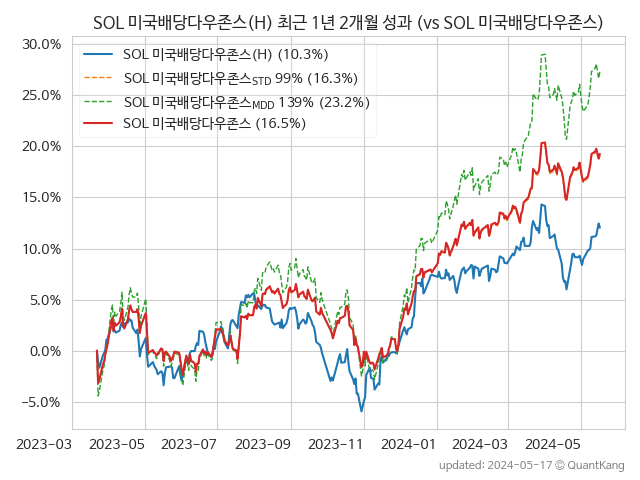 SOL 미국배당다우존스(H) 최근 1년 2개월 성과 (vs SOL 미국배당다우존스)
SOL 미국배당다우존스(H) (10.3%)
SOL 미국배당다우존스STD 99% (16.3%)
SOL 미국배당다우존스MDD 139% (23.2%)
SOL 미국배당다우존스 (16.5%)
30.0%
25.0%
20.0%
15.0%
10.0%
5.0%
0.0%
−5.0%
2023-03 2023-05 2023-07 2023-09 2023-11 2024-01 2024-03 2024-05
updated: 2024-05-17 © QuantKang